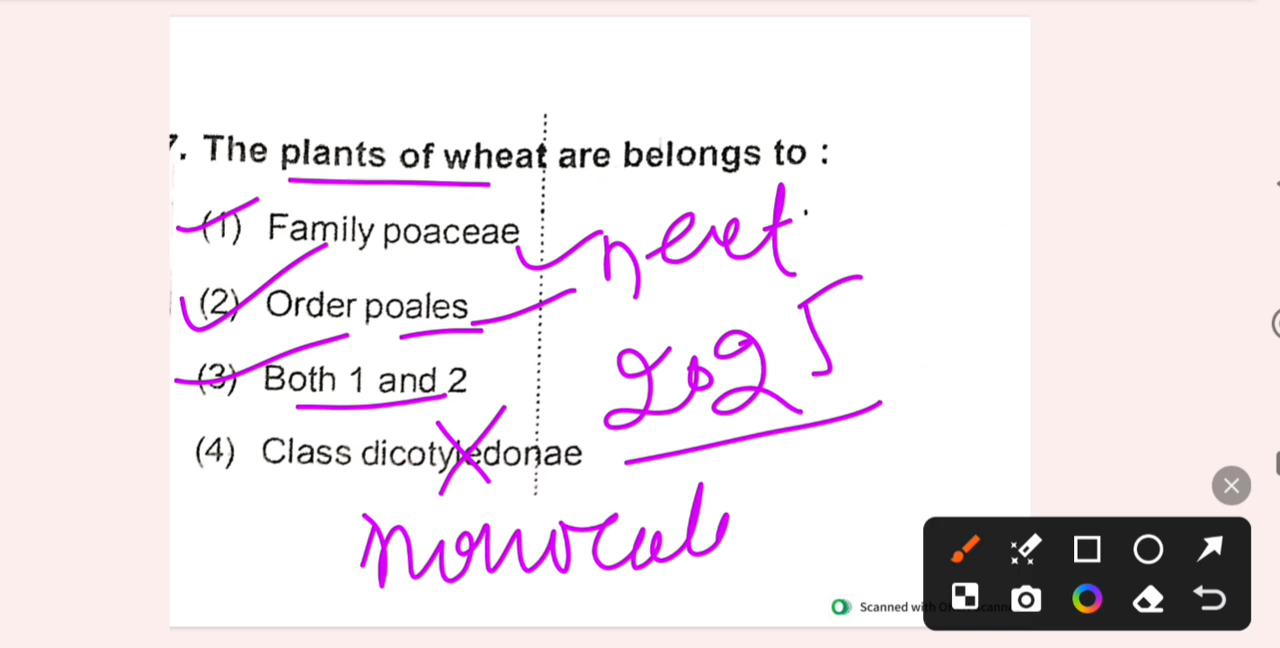 7. The plants of wheat are belongs to :
(1) Family poaceae
neet
(2) Order poales
2025
(3) Both 1 and 2
(4) Class dicotyledonae
Scanned with